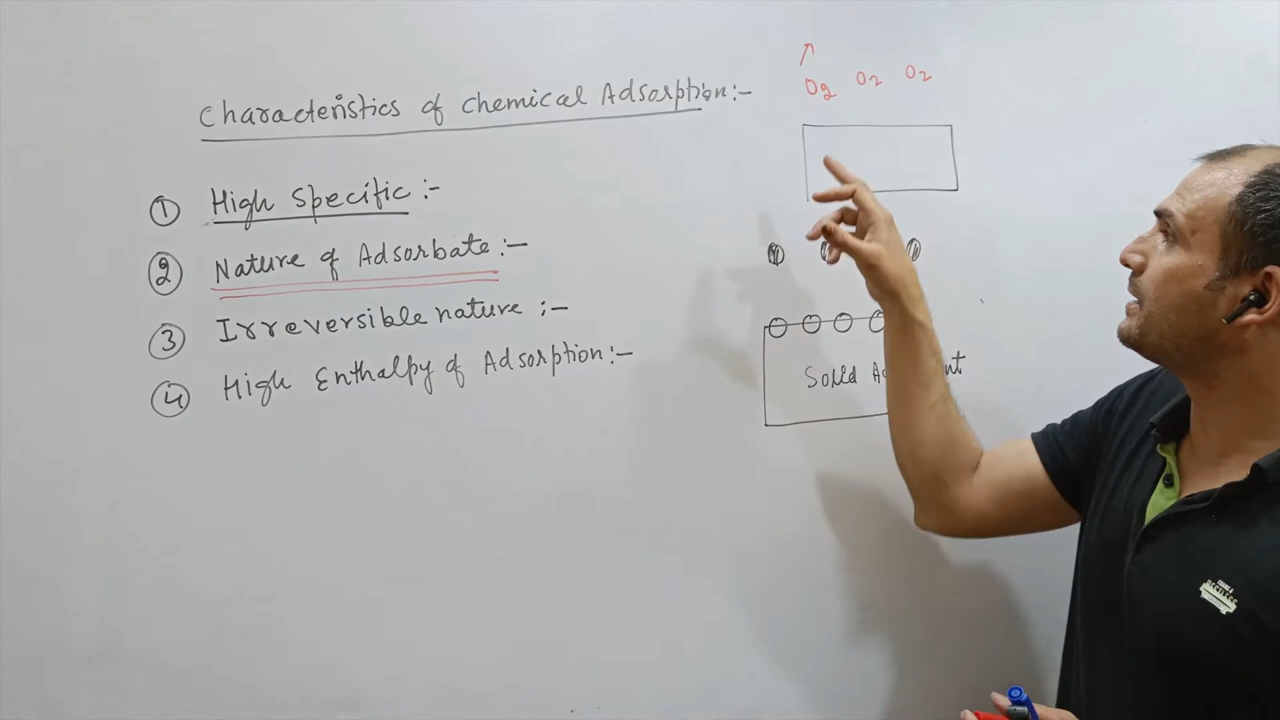 Characteristics of chemical Adsorption:-
O2 O2 O2
① High Specific:-
② Nature of Adsorbate:-
③ Irreversible nature:-
④ High Enthalpy of Adsorption:-
Solid A nt